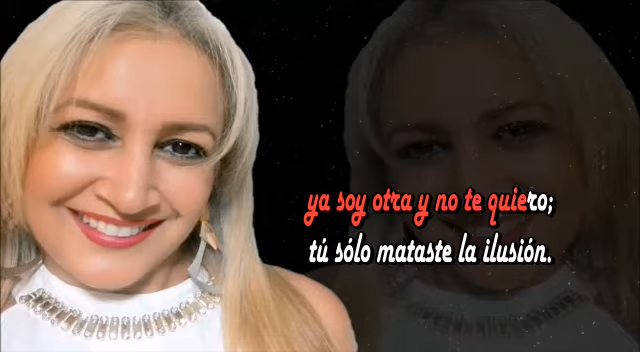 ya soy otra y no te quiero;
tú sólo mataste la ilusión.